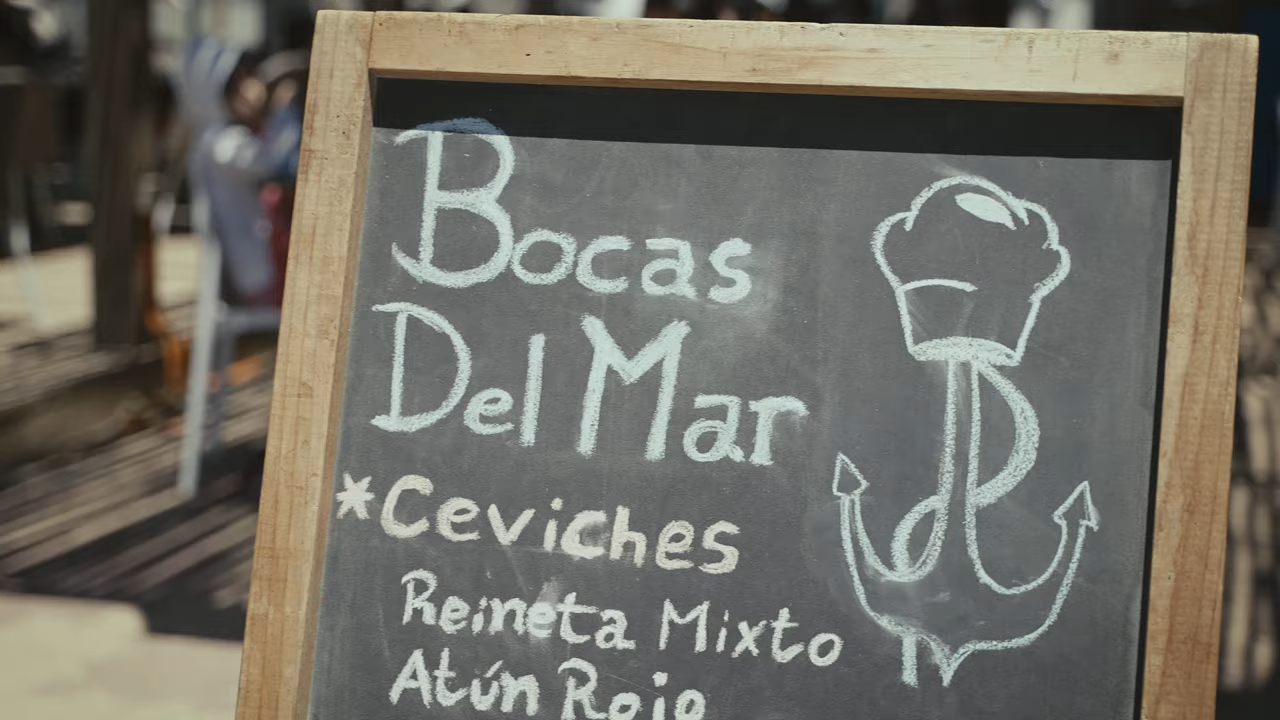 Bocas
Del Mar
*Ceviches
Reineta Mixto
Atún Rojo